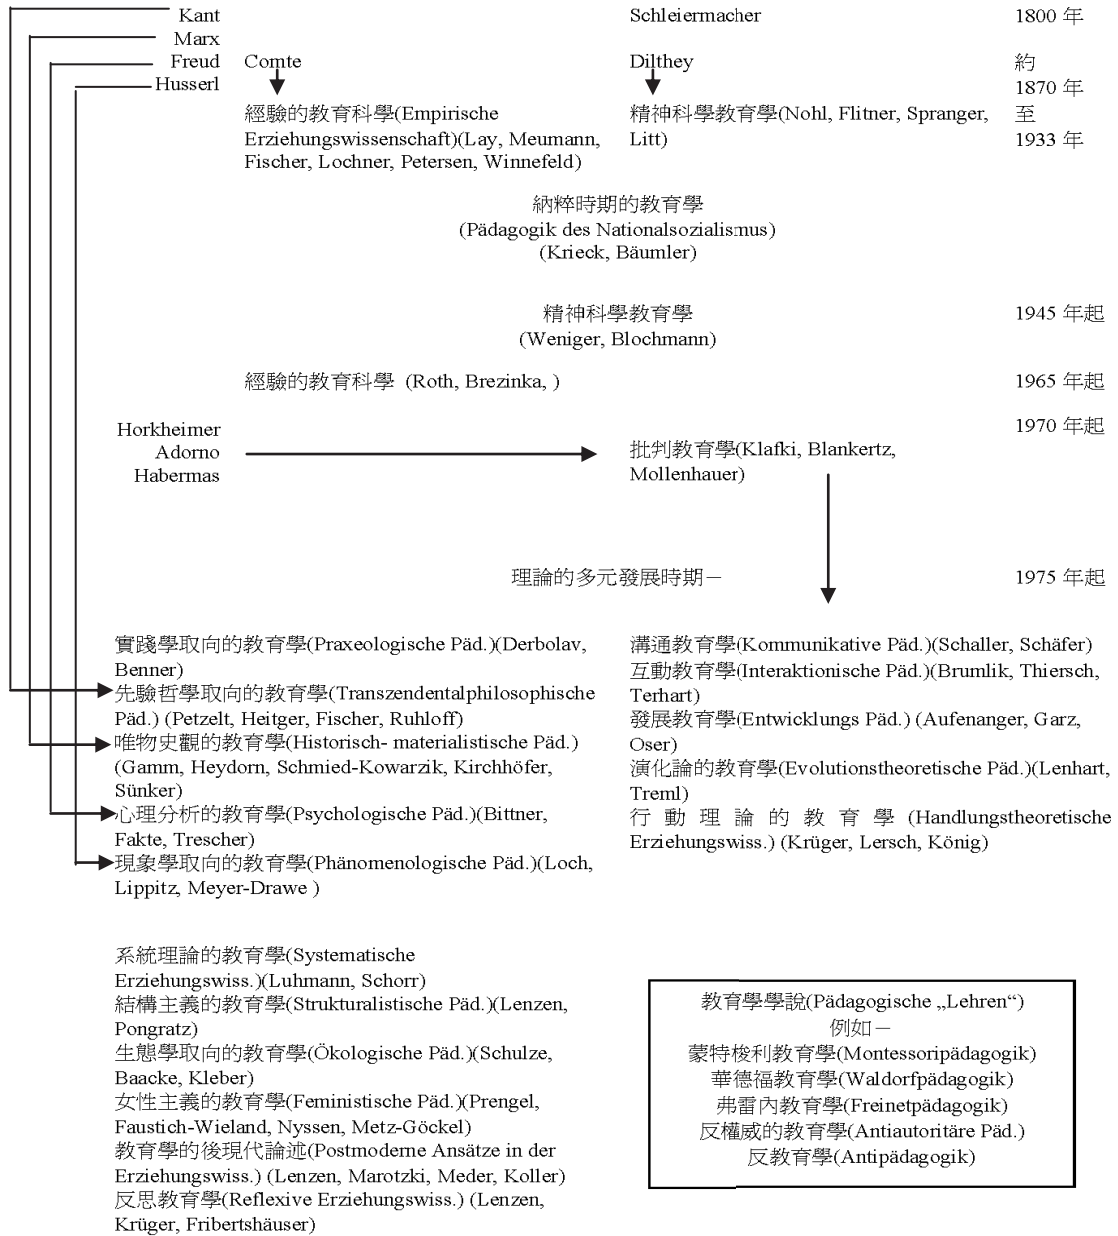 Kant
Schleiermacher
1800 年
Marx
Freud
Comte
Dilthey
約
Husserl
1870 年
至
1933 年
經驗的教育科學(Empirische
Erziehungswissenschaft)(Lay, Meumann,
Fischer, Lochner, Petersen, Winnefeld)
精神科學教育學(Nohl, Flitner, Spranger,
Litt)
納粹時期的教育學
(Pädagogik des Nationalsozialismus)
(Krieck, Bäumler)
精神科學教育學
(Weniger, Blochmann)
1945 年起
經驗的教育科學 (Roth, Brezinka, )
1965 年起
1970 年起
Horkheimer
Adorno
Habermas
批判教育學(Klafki, Blankertz,
Mollenhauer)
理論的多元發展時期－
1975 年起
實踐學取向的教育學(Praxeologische Päd.)(Derbolav,
Benner)
先驗哲學取向的教育學(Transzendentalphilosophische
Päd.) (Petzelt, Heitger, Fischer, Ruhloff)
唯物史觀的教育學(Historisch- materialistische Päd.)
(Gamm, Heydorn, Schmied-Kowarzik, Kirchhöfer,
Sünker)
心理分析的教育學(Psychologische Päd.)(Bittner,
Fakte, Trescher)
現象學取向的教育學(Phänomenologische Päd.)(Loch,
Lippitz, Meyer-Drawe )
溝通教育學(Kommunikative Päd.)(Schaller, Schäfer)
互動教育學(Interaktionische Päd.)(Brumlik, Thiersch,
Terhart)
發展教育學(Entwicklungs Päd.) (Aufenanger, Garz,
Oser)
演化論的教育學(Evolutionstheoretische Päd.)(Lenhart,
Treml)
行 動 理 論 的 教 育 學 (Handlungstheoretische
Erziehungswiss.) (Krüger, Lersch, König)
系統理論的教育學(Systematische
Erziehungswiss.)(Luhmann, Schorr)
結構主義的教育學(Strukturalistische Päd.)(Lenzen,
Pongratz)
生態學取向的教育學(Ökologische Päd.)(Schulze,
Baacke, Kleber)
女性主義的教育學(Feministische Päd.)(Prengel,
Faustich-Wieland, Nyssen, Metz-Göckel)
教育學的後現代論述(Postmoderne Ansätze in der
Erziehungswiss.) (Lenzen, Marotzki, Meder, Koller)
反思教育學(Reflexive Erziehungswiss.) (Lenzen,
Krüger, Fribertshäuser)
教育學學說(Pädagogische „Lehren“)
例如－
蒙特梭利教育學(Montessoripädagogik)
華德福教育學(Waldorfpädagogik)
弗雷內教育學(Freinetpädagogik)
反權威的教育學(Antiautoritäre Päd.)
反教育學(Antipädagogik)